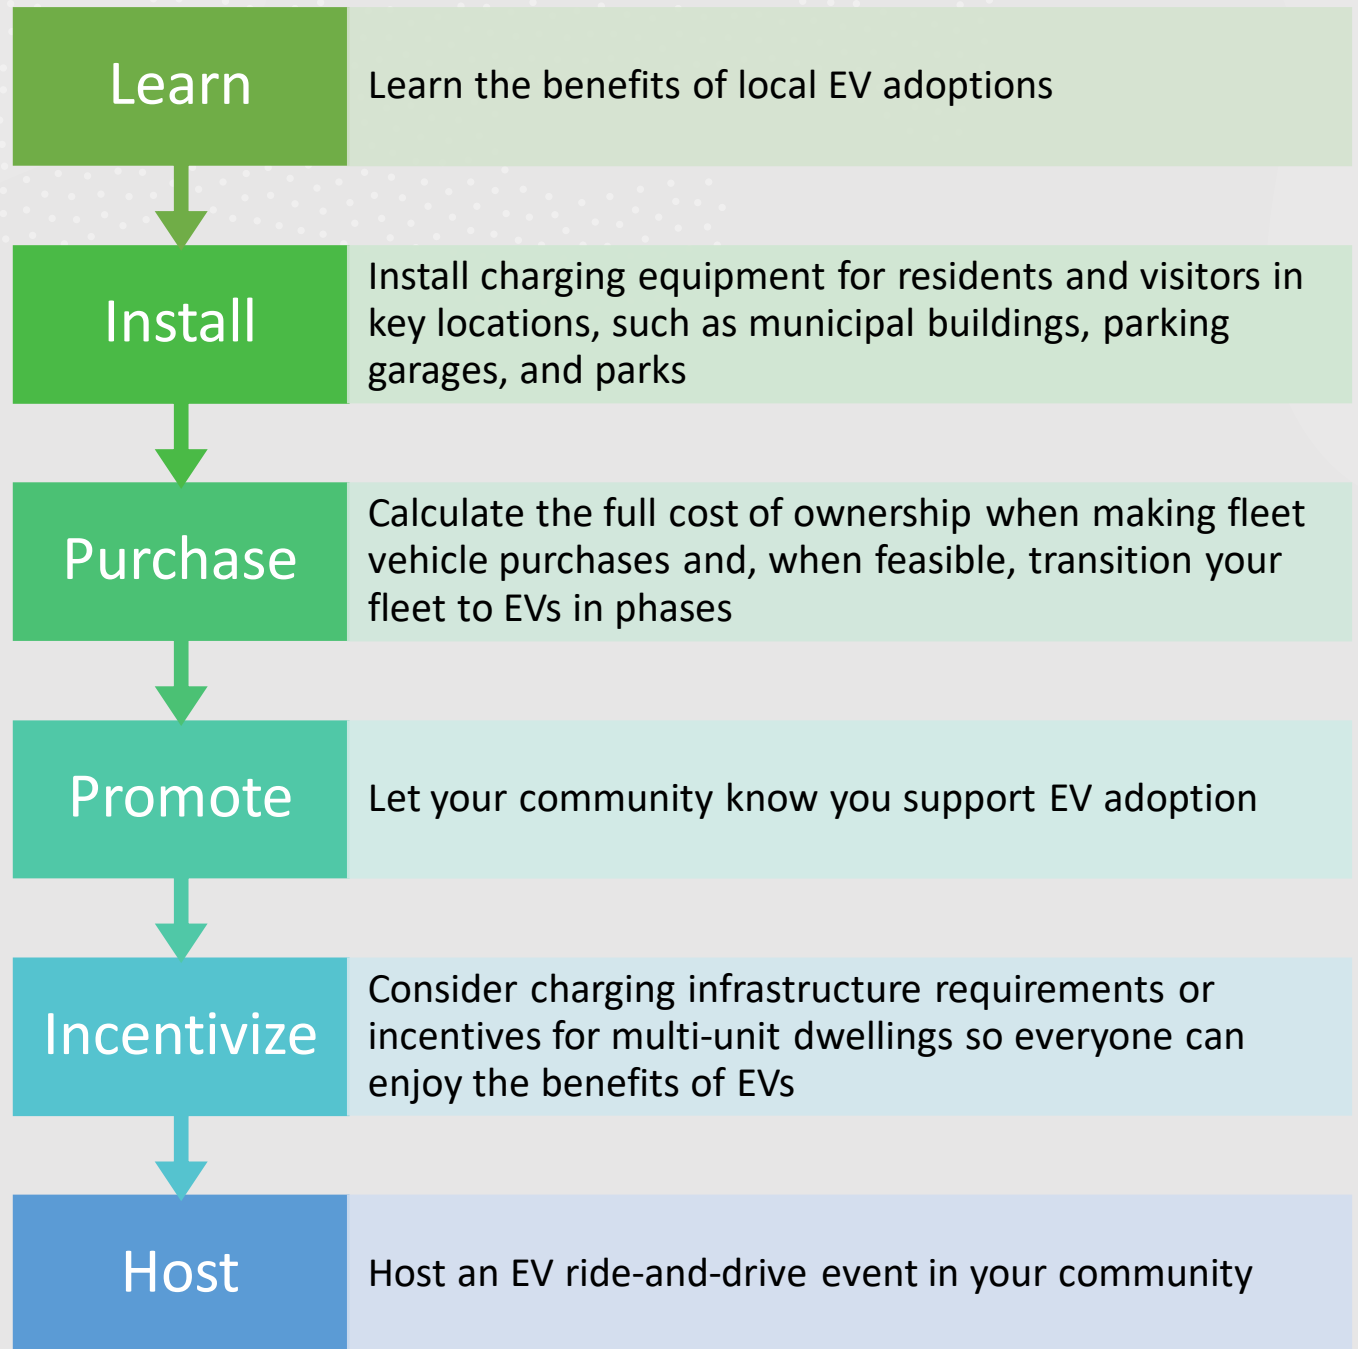 Learn
Learn the benefits of local EV adoptions
Install
Install charging equipment for residents and visitors in
key locations, such as municipal buildings, parking
garages, and parks
Purchase
Calculate the full cost of ownership when making fleet
vehicle purchases and, when feasible, transition your
fleet to EVs in phases
Promote
Let your community know you support EV adoption
Incentivize
Consider charging infrastructure requirements or
incentives for multi-unit dwellings so everyone can
enjoy the benefits of EVs
Host
Host an EV ride-and-drive event in your community